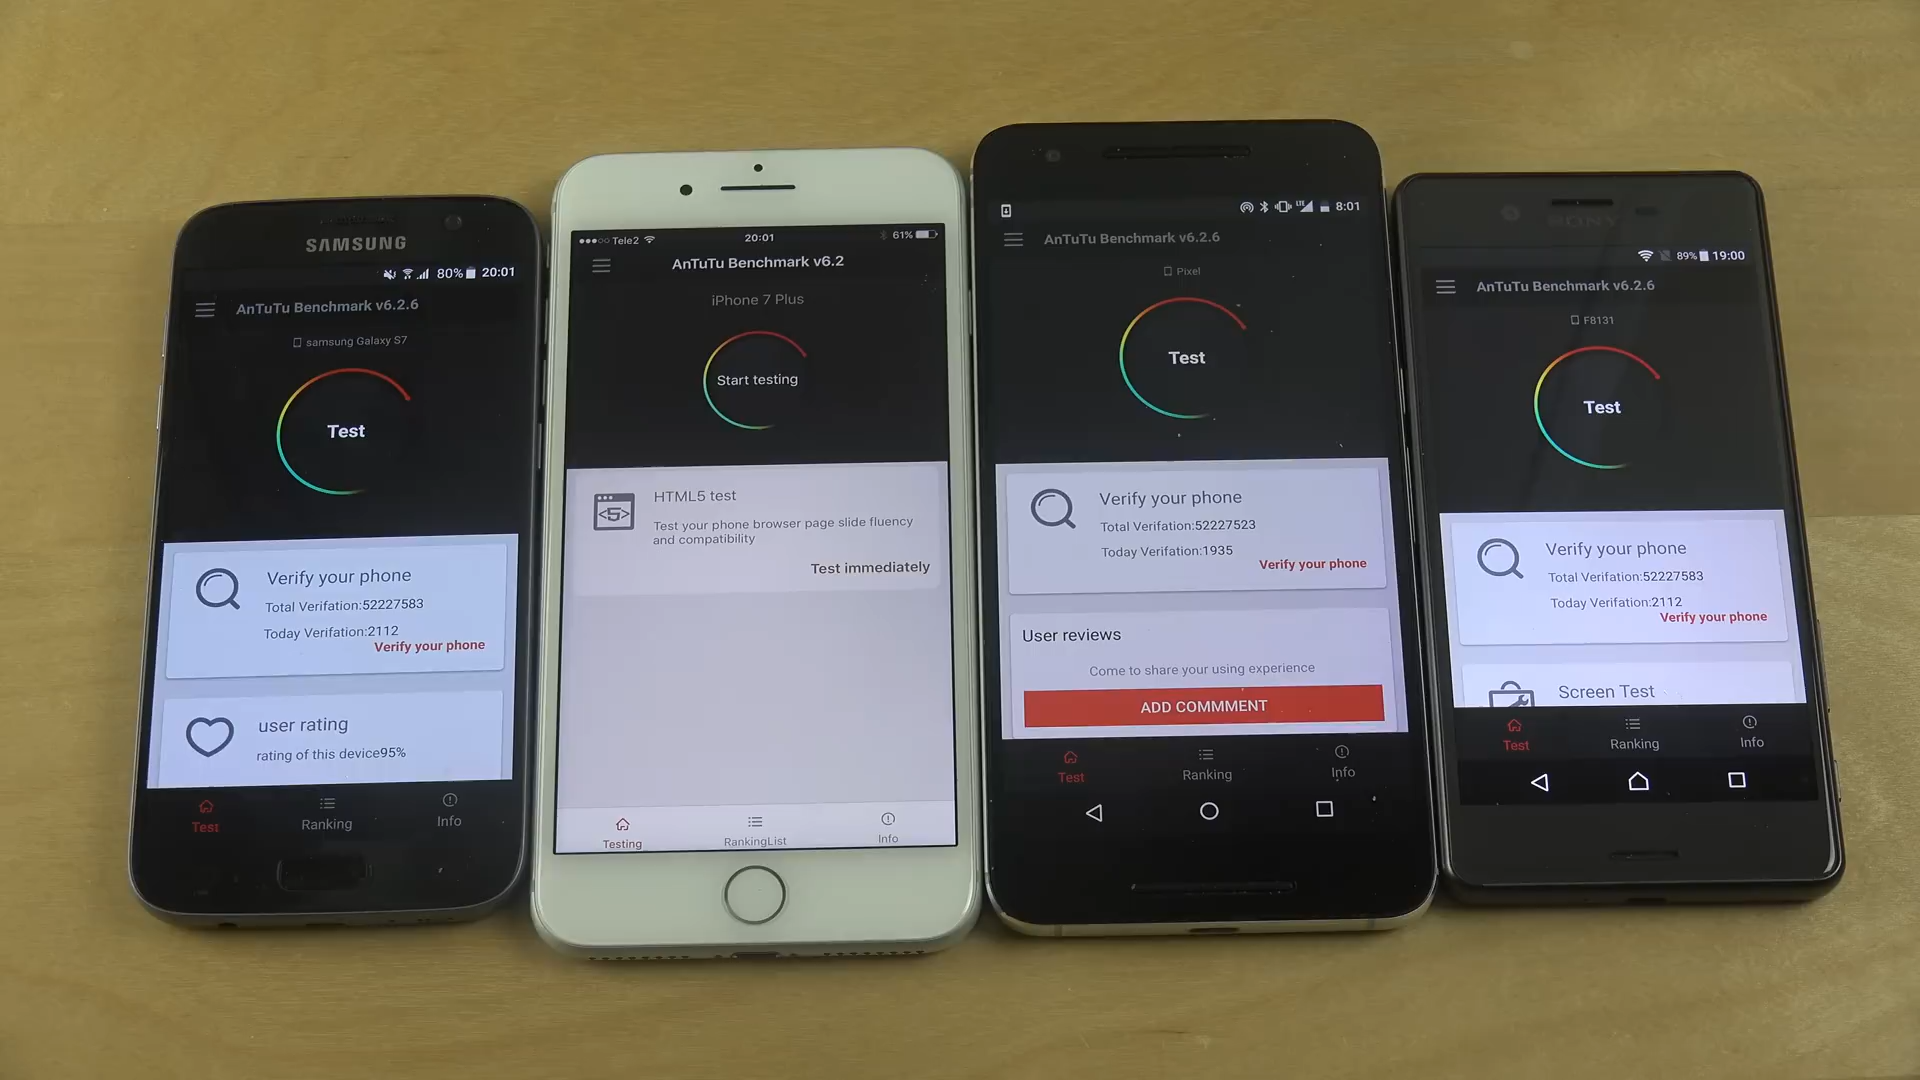 SAMSUNG
80% 20:01
AnTuTu Benchmark v6.2.6
samsung Galaxy S7
Test
Verify your phone
Total Verifation:52227583
Today Verifation:2112
Verify your phone
user rating
rating of this device95%
Test
Ranking
Info
Tele2
20:01
61%
AnTuTu Benchmark v6.2
iPhone 7 Plus
Start testing
<5>
HTML5 test
Test your phone browser page slide fluency
and compatibility
Test immediately
Testing
RankingList
Info
LTE
8:01
AnTuTu Benchmark v6.2.6
Pixel
Test
Verify your phone
Total Verifation:52227523
Today Verifation:1935
Verify your phone
User reviews
Come to share your using experience
ADD COMMMENT
Test
Ranking
Info
SONY
89% 19:00
AnTuTu Benchmark v6.2.6
F8131
Test
Verify your phone
Total Verifation:52227583
Today Verifation:2112
Verify your phone
Screen Test
Test
Ranking
Info